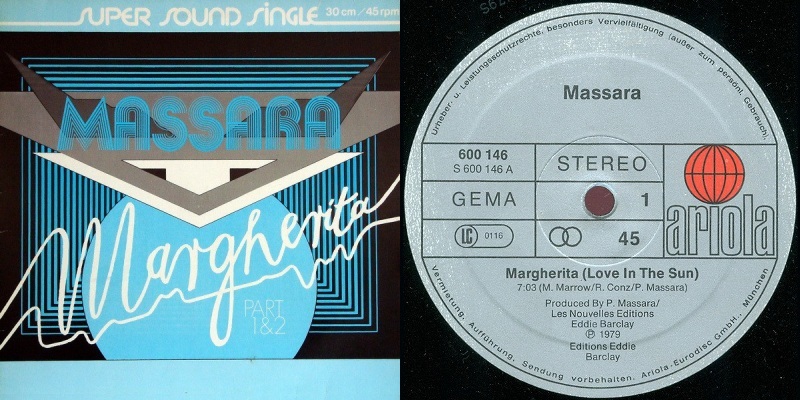 SUPER SOUND SINGLE 30 cm / 45 rpm
MASSARA
Margherita
PART
1&2
Urheber- u. Leistungsschutzrechte, besonders Vervielfältigung (außer zum persönl. Gebrauch),
Massara
600 146
S 600 146 A
STEREO
GEMA
1
LC 0116
45
ariola
Margherita (Love In The Sun)
7:03 (M. Marrow/R. Conz/P. Massara)
Produced By P. Massara/
Les Nouvelles Editions
Eddie Barclay
℗ 1979
Editions Eddie
Barclay
Vermietung, Aufführung, Sendung vorbehalten. Ariola-Eurodisc GmbH., München